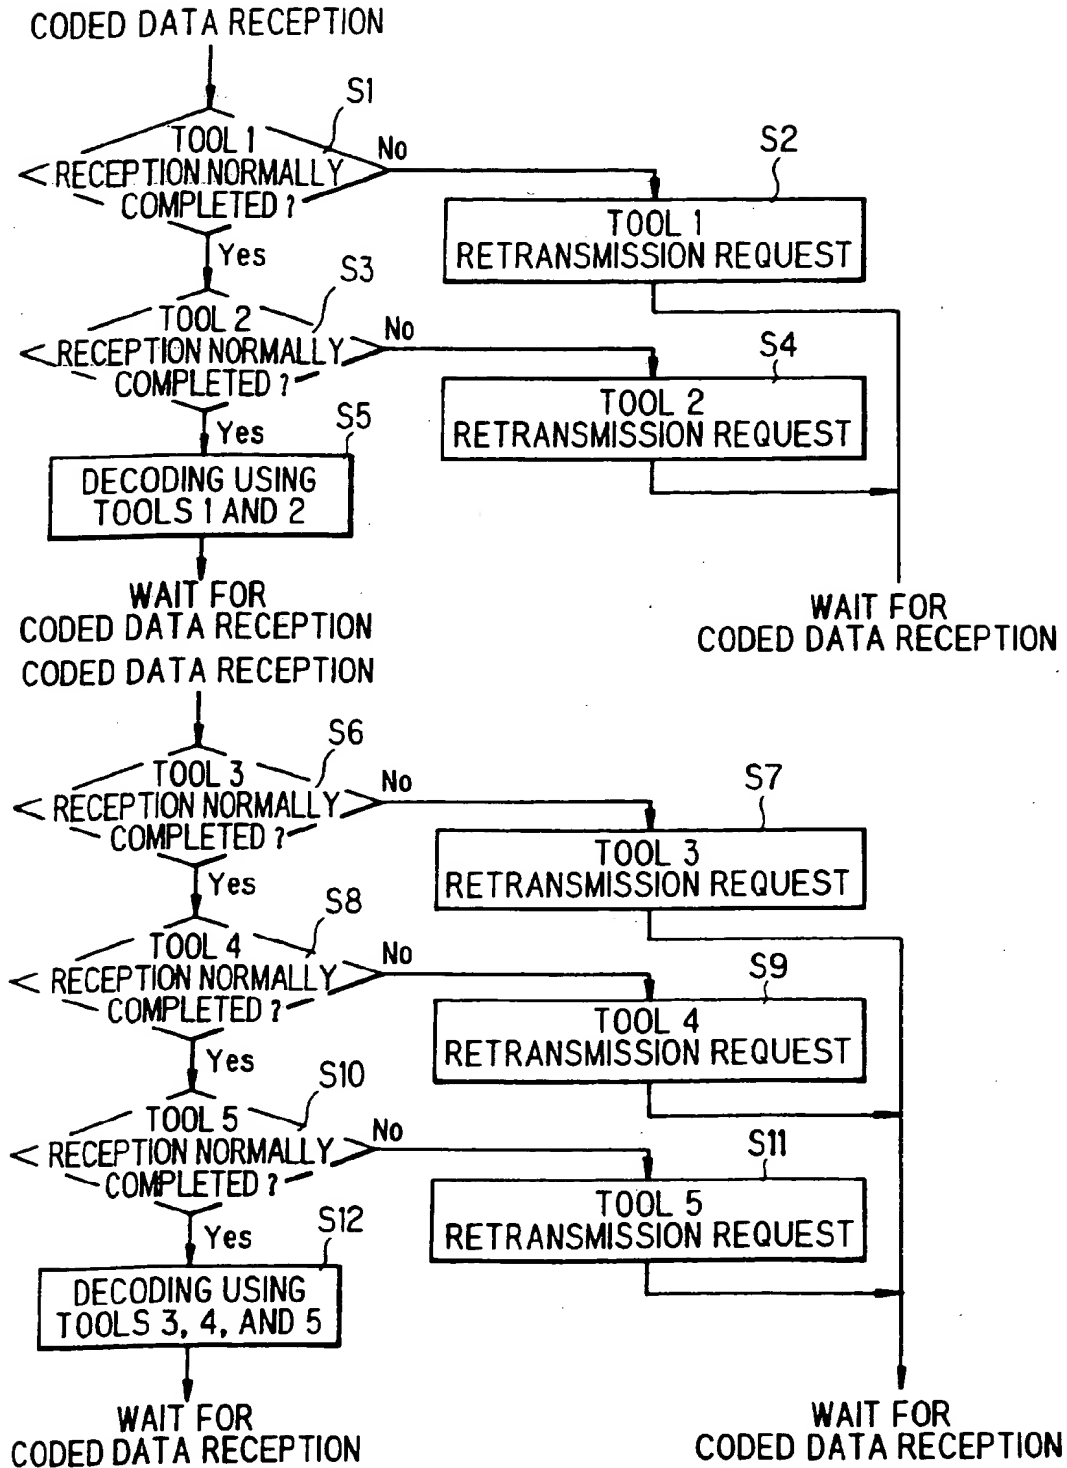 CODED DATA RECEPTION
S1
TOOL 1
RECEPTION NORMALLY
COMPLETED ?
No
S2
TOOL 1
RETRANSMISSION REQUEST
Yes
S3
TOOL 2
RECEPTION NORMALLY
COMPLETED ?
No
S4
TOOL 2
RETRANSMISSION REQUEST
Yes
S5
DECODING USING
TOOLS 1 AND 2
WAIT FOR
CODED DATA RECEPTION
WAIT FOR
CODED DATA RECEPTION
CODED DATA RECEPTION
S6
TOOL 3
RECEPTION NORMALLY
COMPLETED ?
No
S7
TOOL 3
RETRANSMISSION REQUEST
Yes
S8
TOOL 4
RECEPTION NORMALLY
COMPLETED ?
No
S9
TOOL 4
RETRANSMISSION REQUEST
Yes
S10
TOOL 5
RECEPTION NORMALLY
COMPLETED ?
No
S11
TOOL 5
RETRANSMISSION REQUEST
Yes
S12
DECODING USING
TOOLS 3, 4, AND 5
WAIT FOR
CODED DATA RECEPTION
WAIT FOR
CODED DATA RECEPTION